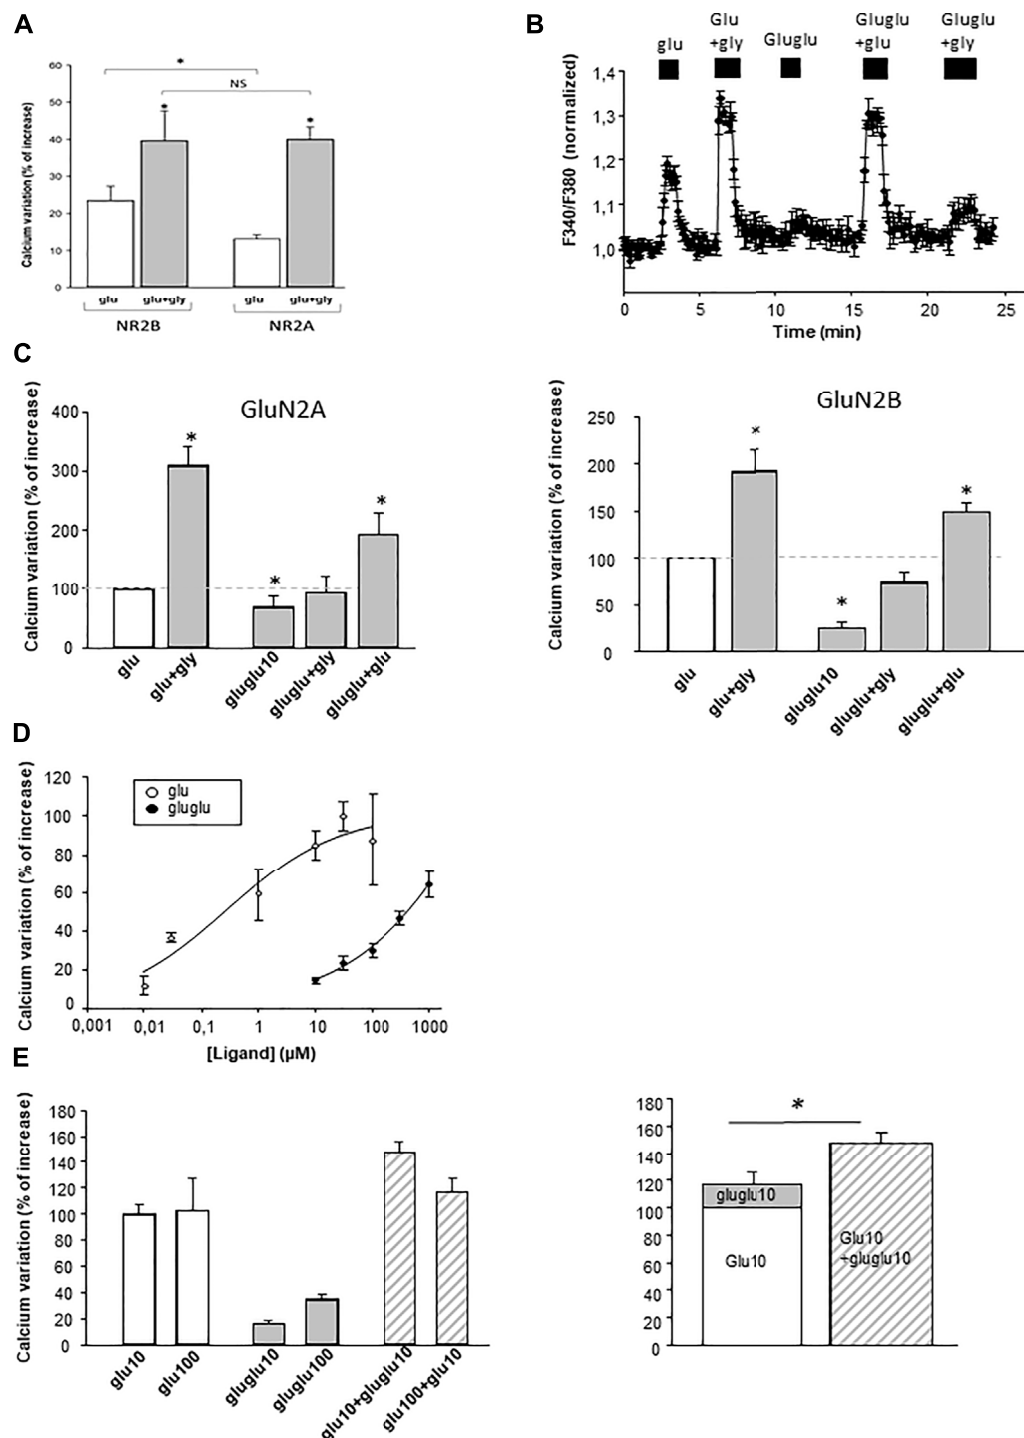 A
Calcium variation (% of increase)
60
50
40
30
20
10
0
*
NS
*
*
glu
glu+gly
glu
glu+gly
NR2B
NR2A
B
glu
Glu
+gly
Gluglu
Gluglu
+glu
Gluglu
+gly
F340/F380 (normalized)
1,4
1,3
1,2
1,1
1,0
0
5
10
15
20
25
Time (min)
C
GluN2A
Calcium variation (% of increase)
400
300
200
100
0
*
*
*
glu
glu+gly
gluglu10
gluglu+gly
gluglu+glu
GluN2B
Calcium variation (% of increase)
250
200
150
100
50
0
*
*
*
glu
glu+gly
gluglu10
gluglu+gly
gluglu+glu
D
Calcium variation (% of increase)
120
100
80
60
40
20
0
glu
gluglu
0,001
0,01
0,1
1
10
100
1000
[Ligand] (µM)
E
Calcium variation (% of increase)
180
160
140
120
100
80
60
40
20
0
glu10
glu100
gluglu10
gluglu100
glu10+gluglu10
glu100+glu10
180
160
140
120
100
80
60
40
20
0
*
gluglu10
Glu10
Glu10
+gluglu10